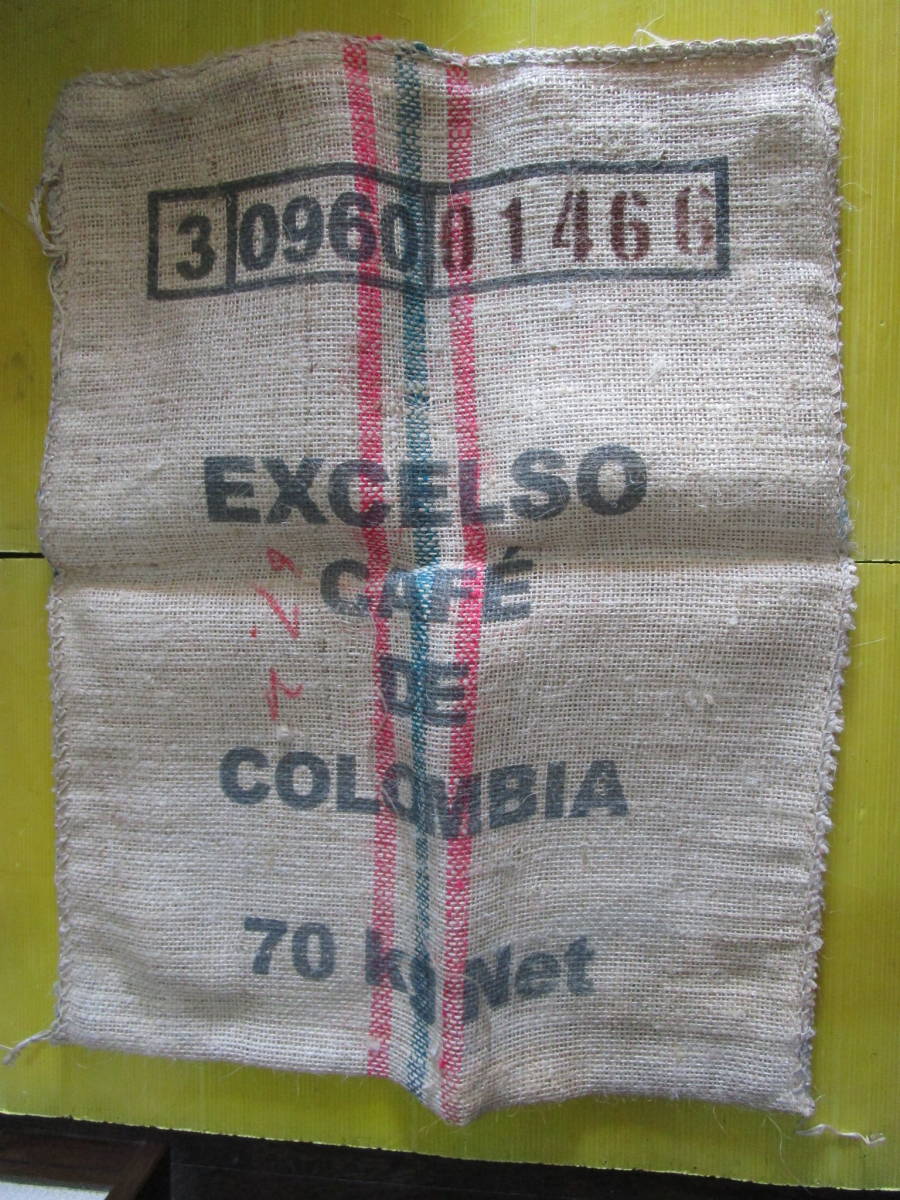 3 0960 01466
EXCELSO
CAFÉ
DE
COLOMBIA
70 kg Net